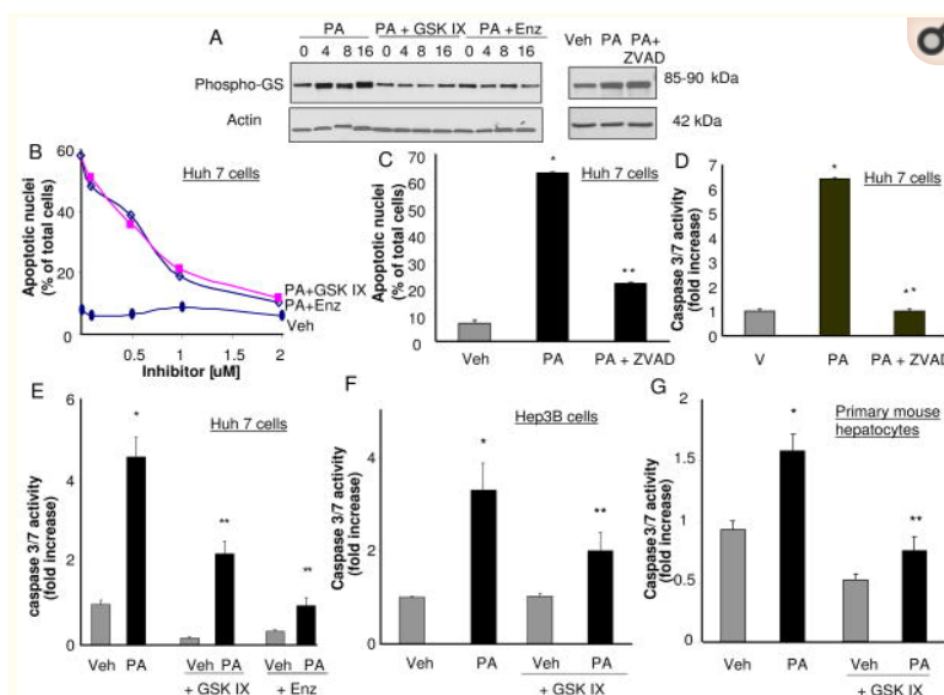 A
PA PA + GSK IX PA + Enz
0 4 8 16 0 4 8 16 0 4 8 16
Veh PA PA+ ZVAD
Phospho-GS
85-90 kDa
Actin
42 kDa
B
Huh 7 cells
Apoptotic nuclei
(% of total cells)
60
40
20
0
PA+GSK IX
PA+Enz
Veh
0.5 1 1.5 2
Inhibitor [uM]
C
Huh 7 cells
Apoptotic nuclei
(% of total cells)
70
60
50
40
30
20
10
0
*
**
Veh PA PA + ZVAD
D
Huh 7 cells
Caspase 3/7 activity
(fold increase)
7
6
5
4
3
2
1
0
*
**
V PA PA + ZVAD
E
Huh 7 cells
caspase 3/7 activity
(fold increase)
6
4
2
0
*
**
**
Veh PA Veh PA Veh PA
+ GSK IX + Enz
F
Hep3B cells
Caspase 3/7 activity
(fold increase)
4
2
0
*
**
Veh PA Veh PA
+ GSK IX
G
Primary mouse
hepatocytes
Caspase 3/7 activity
(fold increase)
2
1.5
1
0.5
0
*
**
Veh PA Veh PA
+ GSK IX